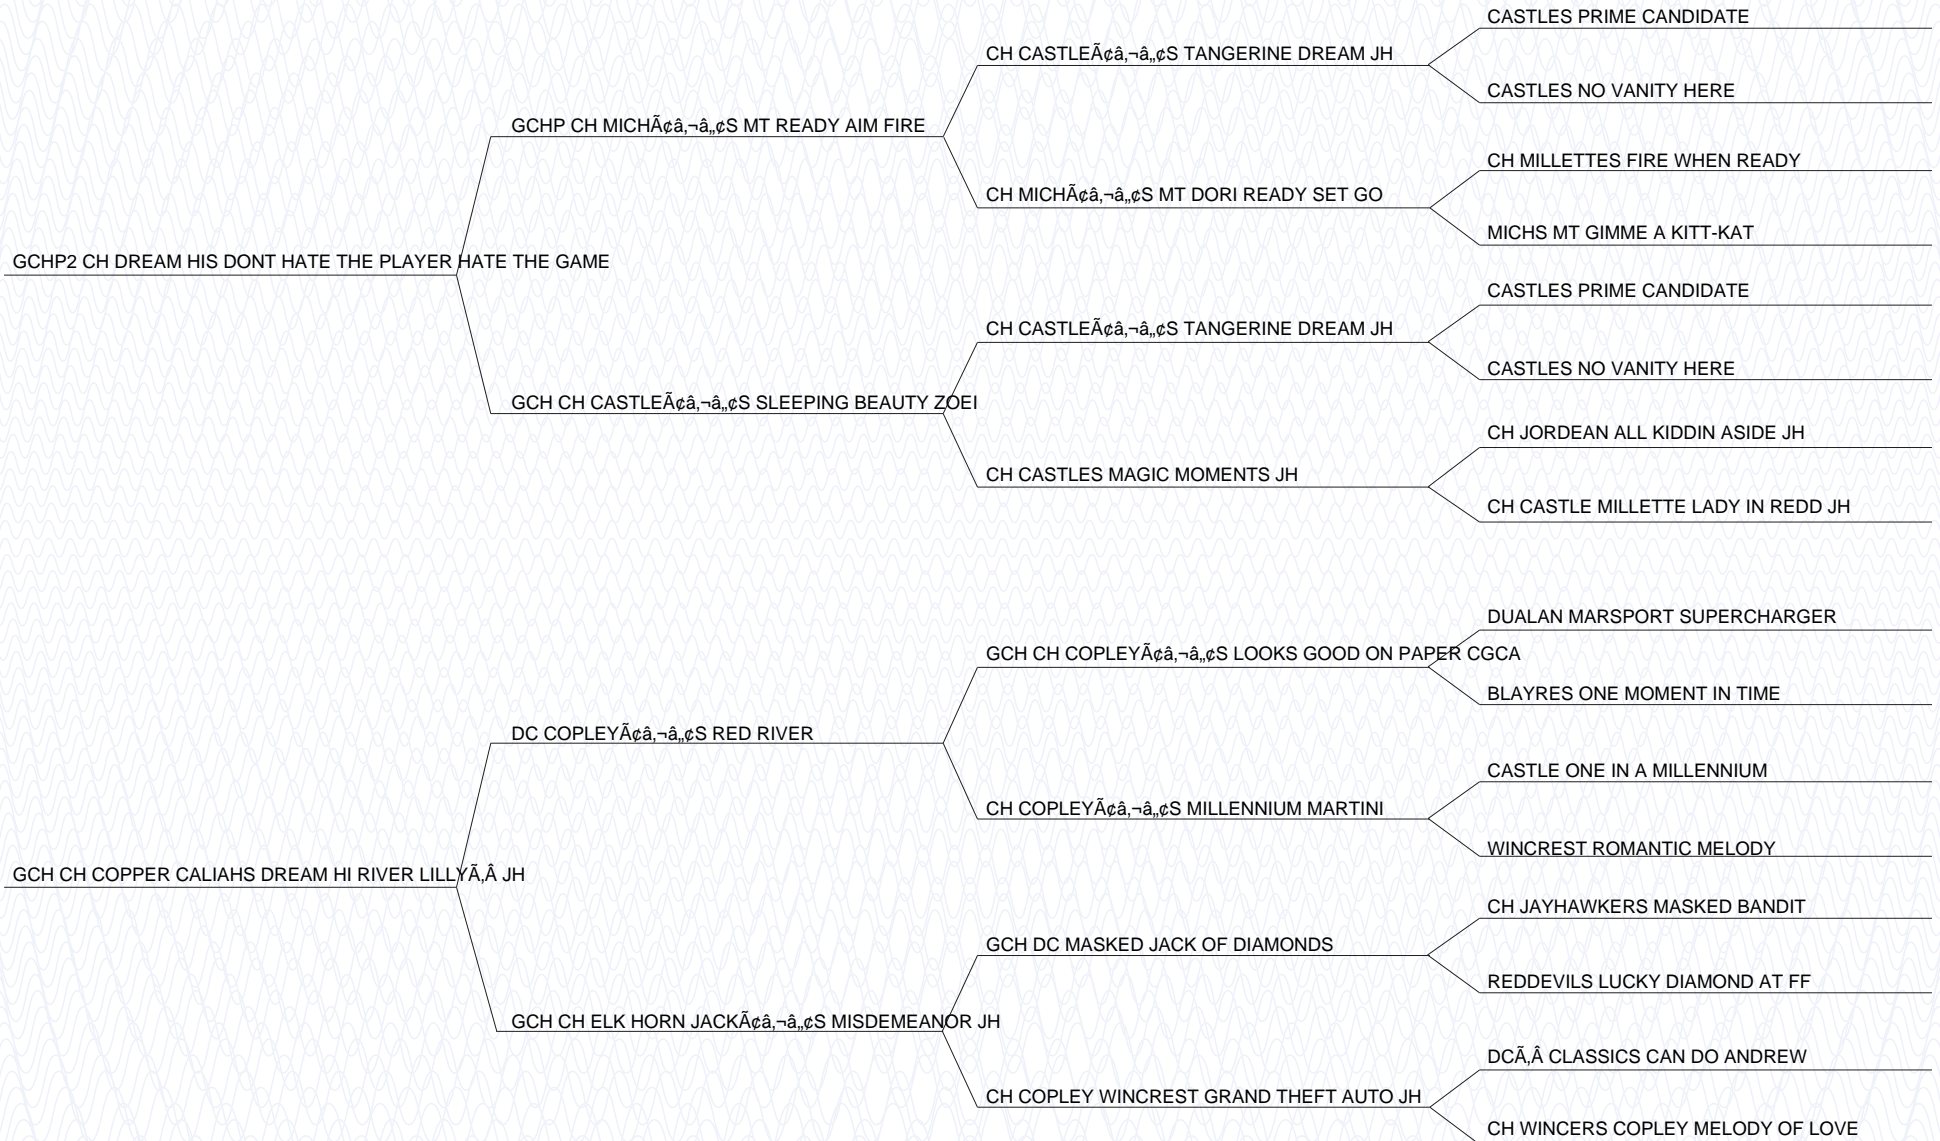 CASTLES PRIME CANDIDATE
CH CASTLEÃ¢â‚¬â„¢S TANGERINE DREAM JH
CASTLES NO VANITY HERE
GCHP CH MICHÃ¢â‚¬â„¢S MT READY AIM FIRE
CH MILLETTES FIRE WHEN READY
CH MICHÃ¢â‚¬â„¢S MT DORI READY SET GO
MICHS MT GIMME A KITT-KAT
GCHP2 CH DREAM HIS DONT HATE THE PLAYER HATE THE GAME
CASTLES PRIME CANDIDATE
CH CASTLEÃ¢â‚¬â„¢S TANGERINE DREAM JH
CASTLES NO VANITY HERE
GCH CH CASTLEÃ¢â‚¬â„¢S SLEEPING BEAUTY ZOEI
CH JORDEAN ALL KIDDIN ASIDE JH
CH CASTLES MAGIC MOMENTS JH
CH CASTLE MILLETTE LADY IN REDD JH
DUALAN MARSPORT SUPERCHARGER
GCH CH COPLEYÃ¢â‚¬â„¢S LOOKS GOOD ON PAPER CGCA
BLAYRES ONE MOMENT IN TIME
DC COPLEYÃ¢â‚¬â„¢S RED RIVER
CASTLE ONE IN A MILLENNIUM
CH COPLEYÃ¢â‚¬â„¢S MILLENNIUM MARTINI
WINCREST ROMANTIC MELODY
GCH CH COPPER CALIAHS DREAM HI RIVER LILLYÃ‚Â JH
CH JAYHAWKERS MASKED BANDIT
GCH DC MASKED JACK OF DIAMONDS
REDDEVILS LUCKY DIAMOND AT FF
GCH CH ELK HORN JACKÃ¢â‚¬â„¢S MISDEMEANOR JH
DCÃ‚Â CLASSICS CAN DO ANDREW
CH COPLEY WINCREST GRAND THEFT AUTO JH
CH WINCERS COPLEY MELODY OF LOVE